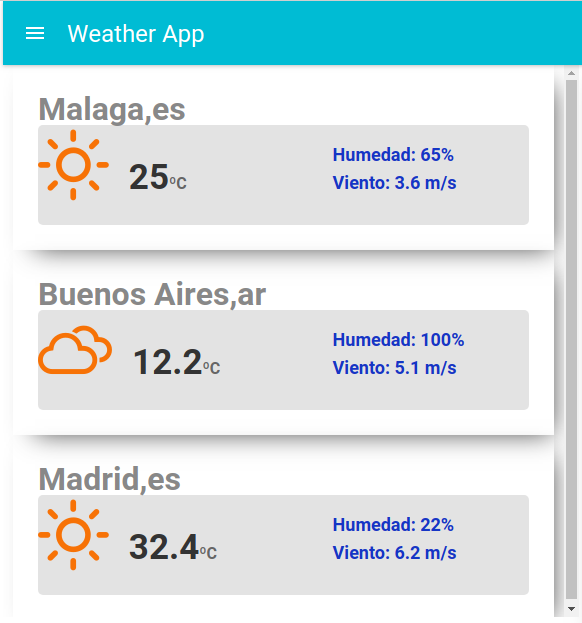 Weather App
Malaga,es
25ºC
Humedad: 65%
Viento: 3.6 m/s
Buenos Aires,ar
12.2ºC
Humedad: 100%
Viento: 5.1 m/s
Madrid,es
32.4ºC
Humedad: 22%
Viento: 6.2 m/s